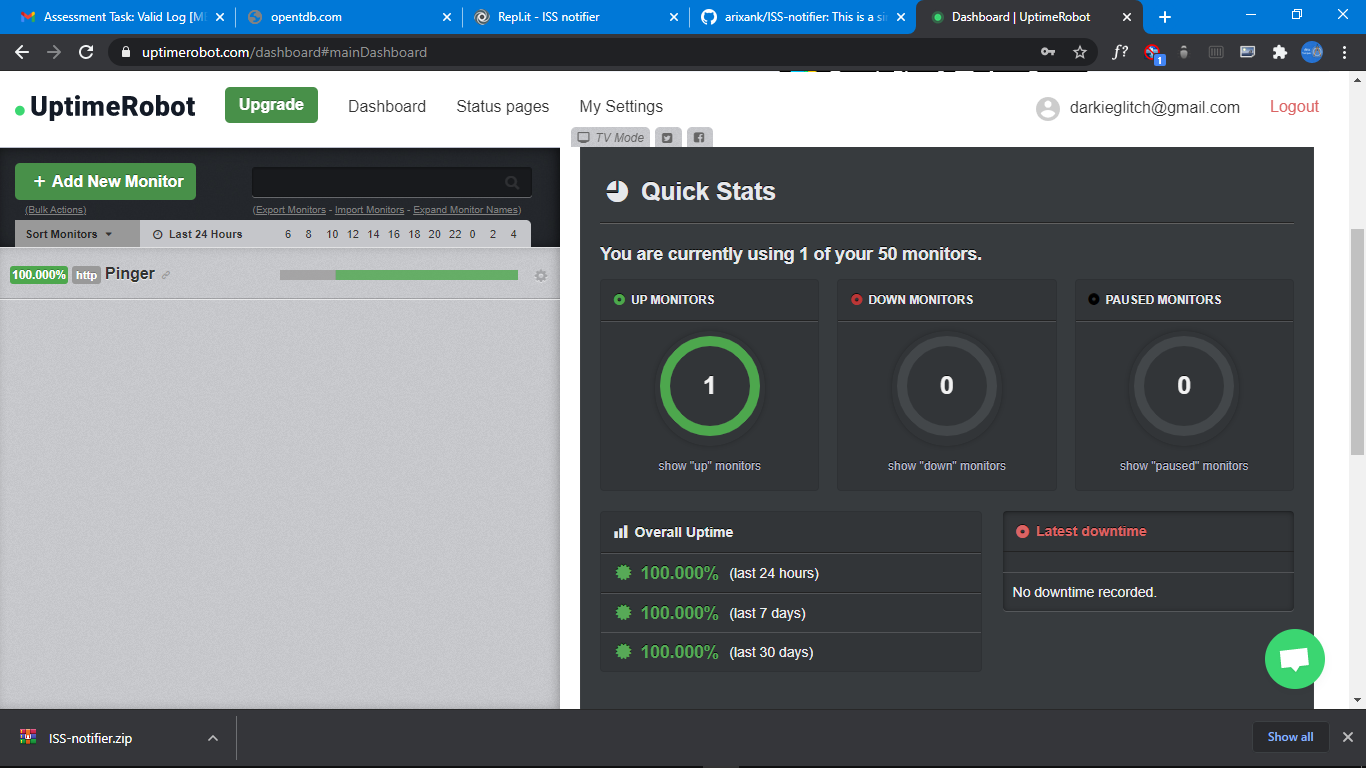 Assessment Task: Valid Log [Mi
opentdb.com
Repl.it - ISS notifier
arixank/ISS-notifier: This is a si
Dashboard | UptimeRobot
uptimerobot.com/dashboard#mainDashboard
f?
1
UptimeRobot
Upgrade
Dashboard
Status pages
My Settings
darkieglitch@gmail.com
Logout
TV Mode
+ Add New Monitor
(Bulk Actions)
(Export Monitors - Import Monitors - Expand Monitor Names)
Sort Monitors
Last 24 Hours
6 8 10 12 14 16 18 20 22 0 2 4
100.000% http Pinger
Quick Stats
You are currently using 1 of your 50 monitors.
UP MONITORS
1
show "up" monitors
DOWN MONITORS
0
show "down" monitors
PAUSED MONITORS
0
show "paused" monitors
Overall Uptime
100.000% (last 24 hours)
100.000% (last 7 days)
100.000% (last 30 days)
Latest downtime
No downtime recorded.
ISS-notifier.zip
Show all